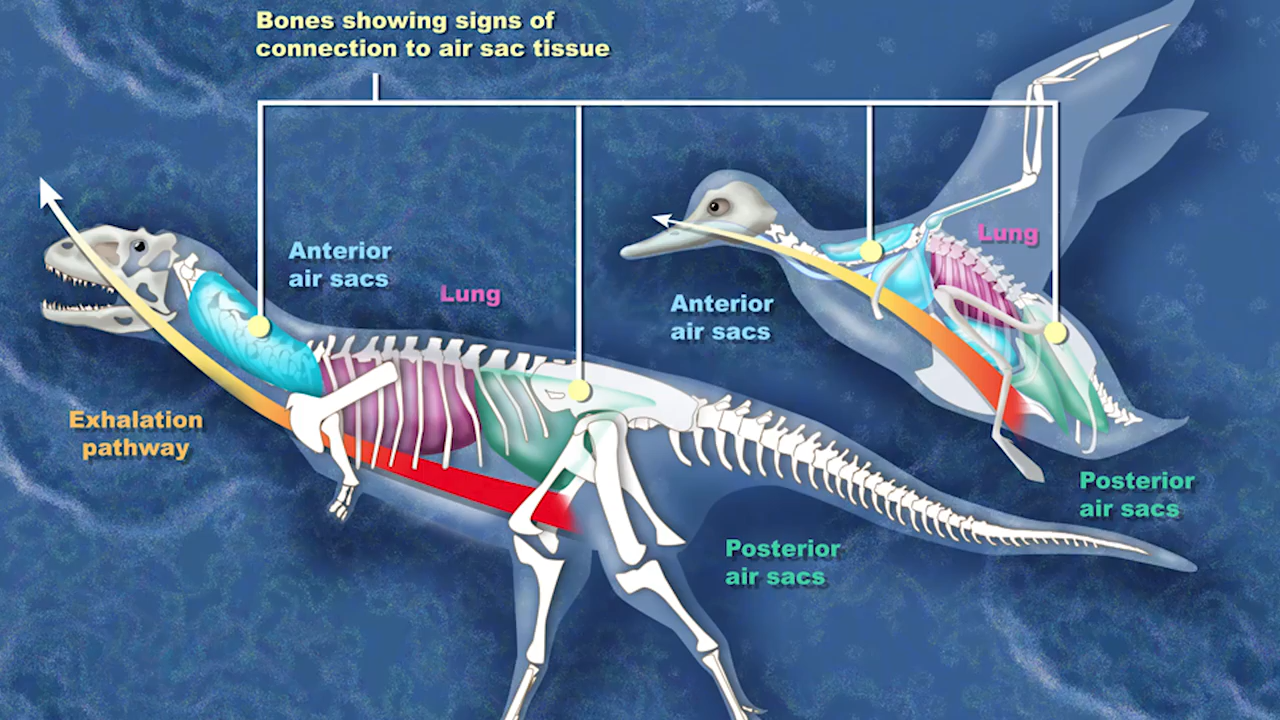 Bones showing signs of
connection to air sac tissue
Anterior
air sacs
Lung
Lung
Anterior
air sacs
Exhalation
pathway
Posterior
air sacs
Posterior
air sacs